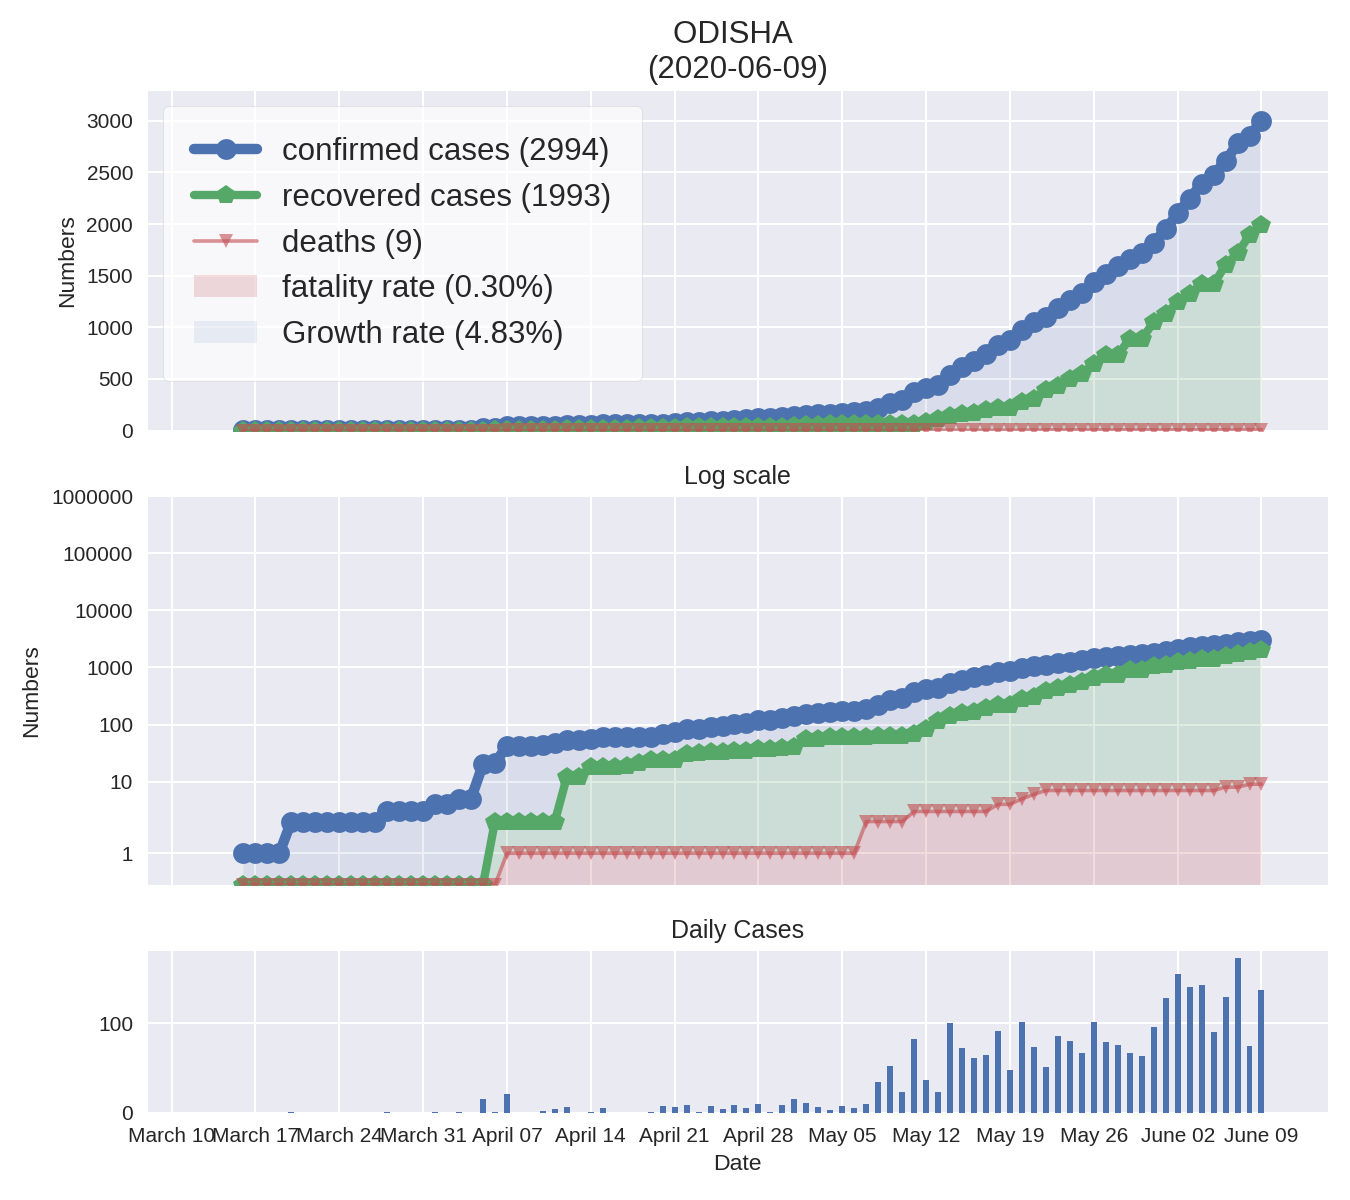 ODISHA
(2020-06-09)
3000
2500
2000
1500
1000
500
0
Numbers
confirmed cases (2994)
recovered cases (1993)
deaths (9)
fatality rate (0.30%)
Growth rate (4.83%)
Log scale
1000000
100000
10000
1000
100
10
1
Numbers
Daily Cases
100
0
March 10 March 17 March 24 March 31 April 07 April 14 April 21 April 28 May 05 May 12 May 19 May 26 June 02 June 09
Date